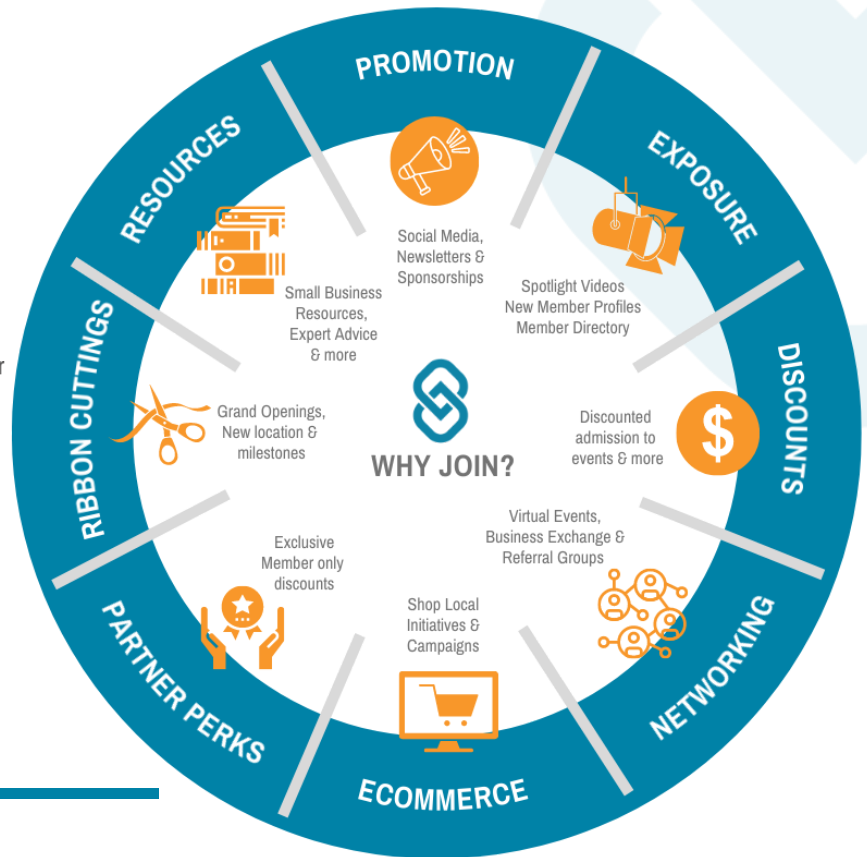 PROMOTION
Social Media,
Newsletters &
Sponsorships
EXPOSURE
Spotlight Videos
New Member Profiles
Member Directory
DISCOUNTS
Discounted
admission to
events & more
$
NETWORKING
Virtual Events,
Business Exchange &
Referral Groups
ECOMMERCE
Shop Local
Initiatives &
Campaigns
PARTNER PERKS
Exclusive
Member only
discounts
RIBBON CUTTINGS
Grand Openings,
New location &
milestones
RESOURCES
Small Business
Resources,
Expert Advice
& more
WHY JOIN?